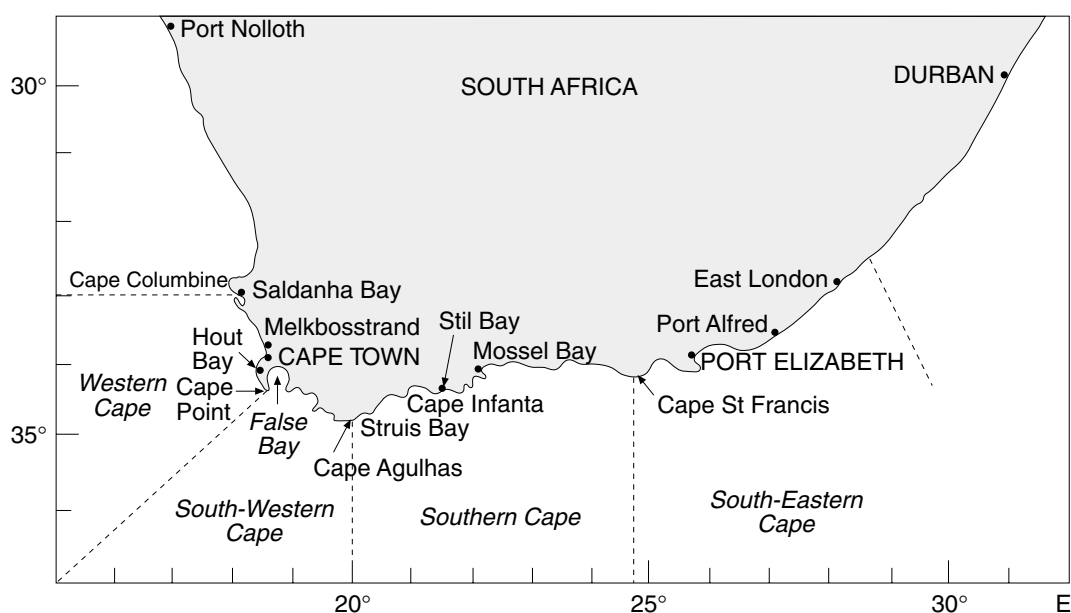 Port Nolloth
DURBAN
30°
SOUTH AFRICA
Cape Columbine
Saldanha Bay
East London
Melkbosstrand
Stil Bay
Port Alfred
Hout
Bay
CAPE TOWN
Mossel Bay
PORT ELIZABETH
Western
Cape
Cape
Point
False
Bay
Cape Infanta
Cape St Francis
35°
Struis Bay
Cape Agulhas
South-Western
Cape
Southern Cape
South-Eastern
Cape
20°
25°
30°
E